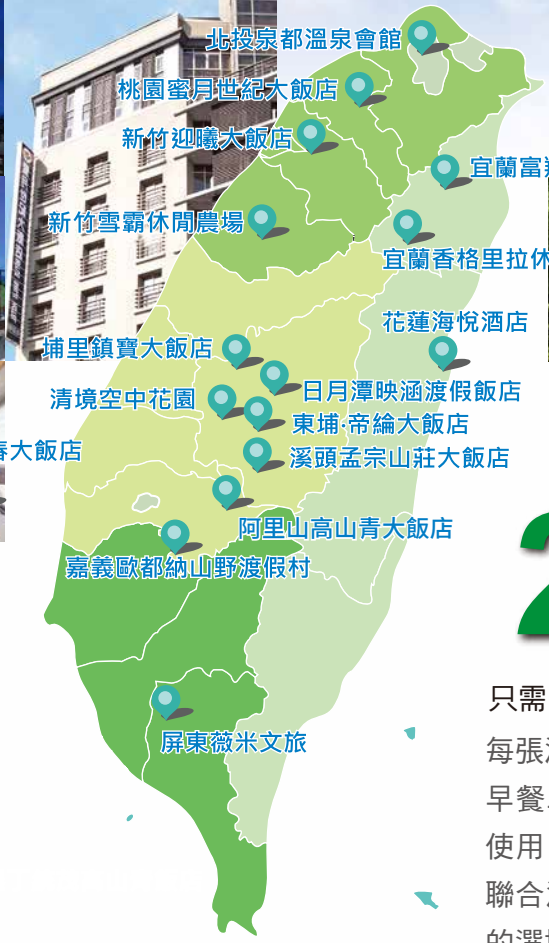 北投泉都溫泉會館
桃園蜜月世紀大飯店
新竹迎曦大飯店
宜蘭富
新竹雪霸休閒農場
宜蘭香格里拉休
花蓮海悅酒店
埔里鎮寶大飯店
日月潭映涵渡假飯店
清境空中花園
東埔‧帝綸大飯店
大飯店
溪頭孟宗山莊大飯店
阿里山高山青大飯店
嘉義歐都納山野渡假村
屏東薇米文旅
2
只需
每張
早餐
使用
聯合
的選